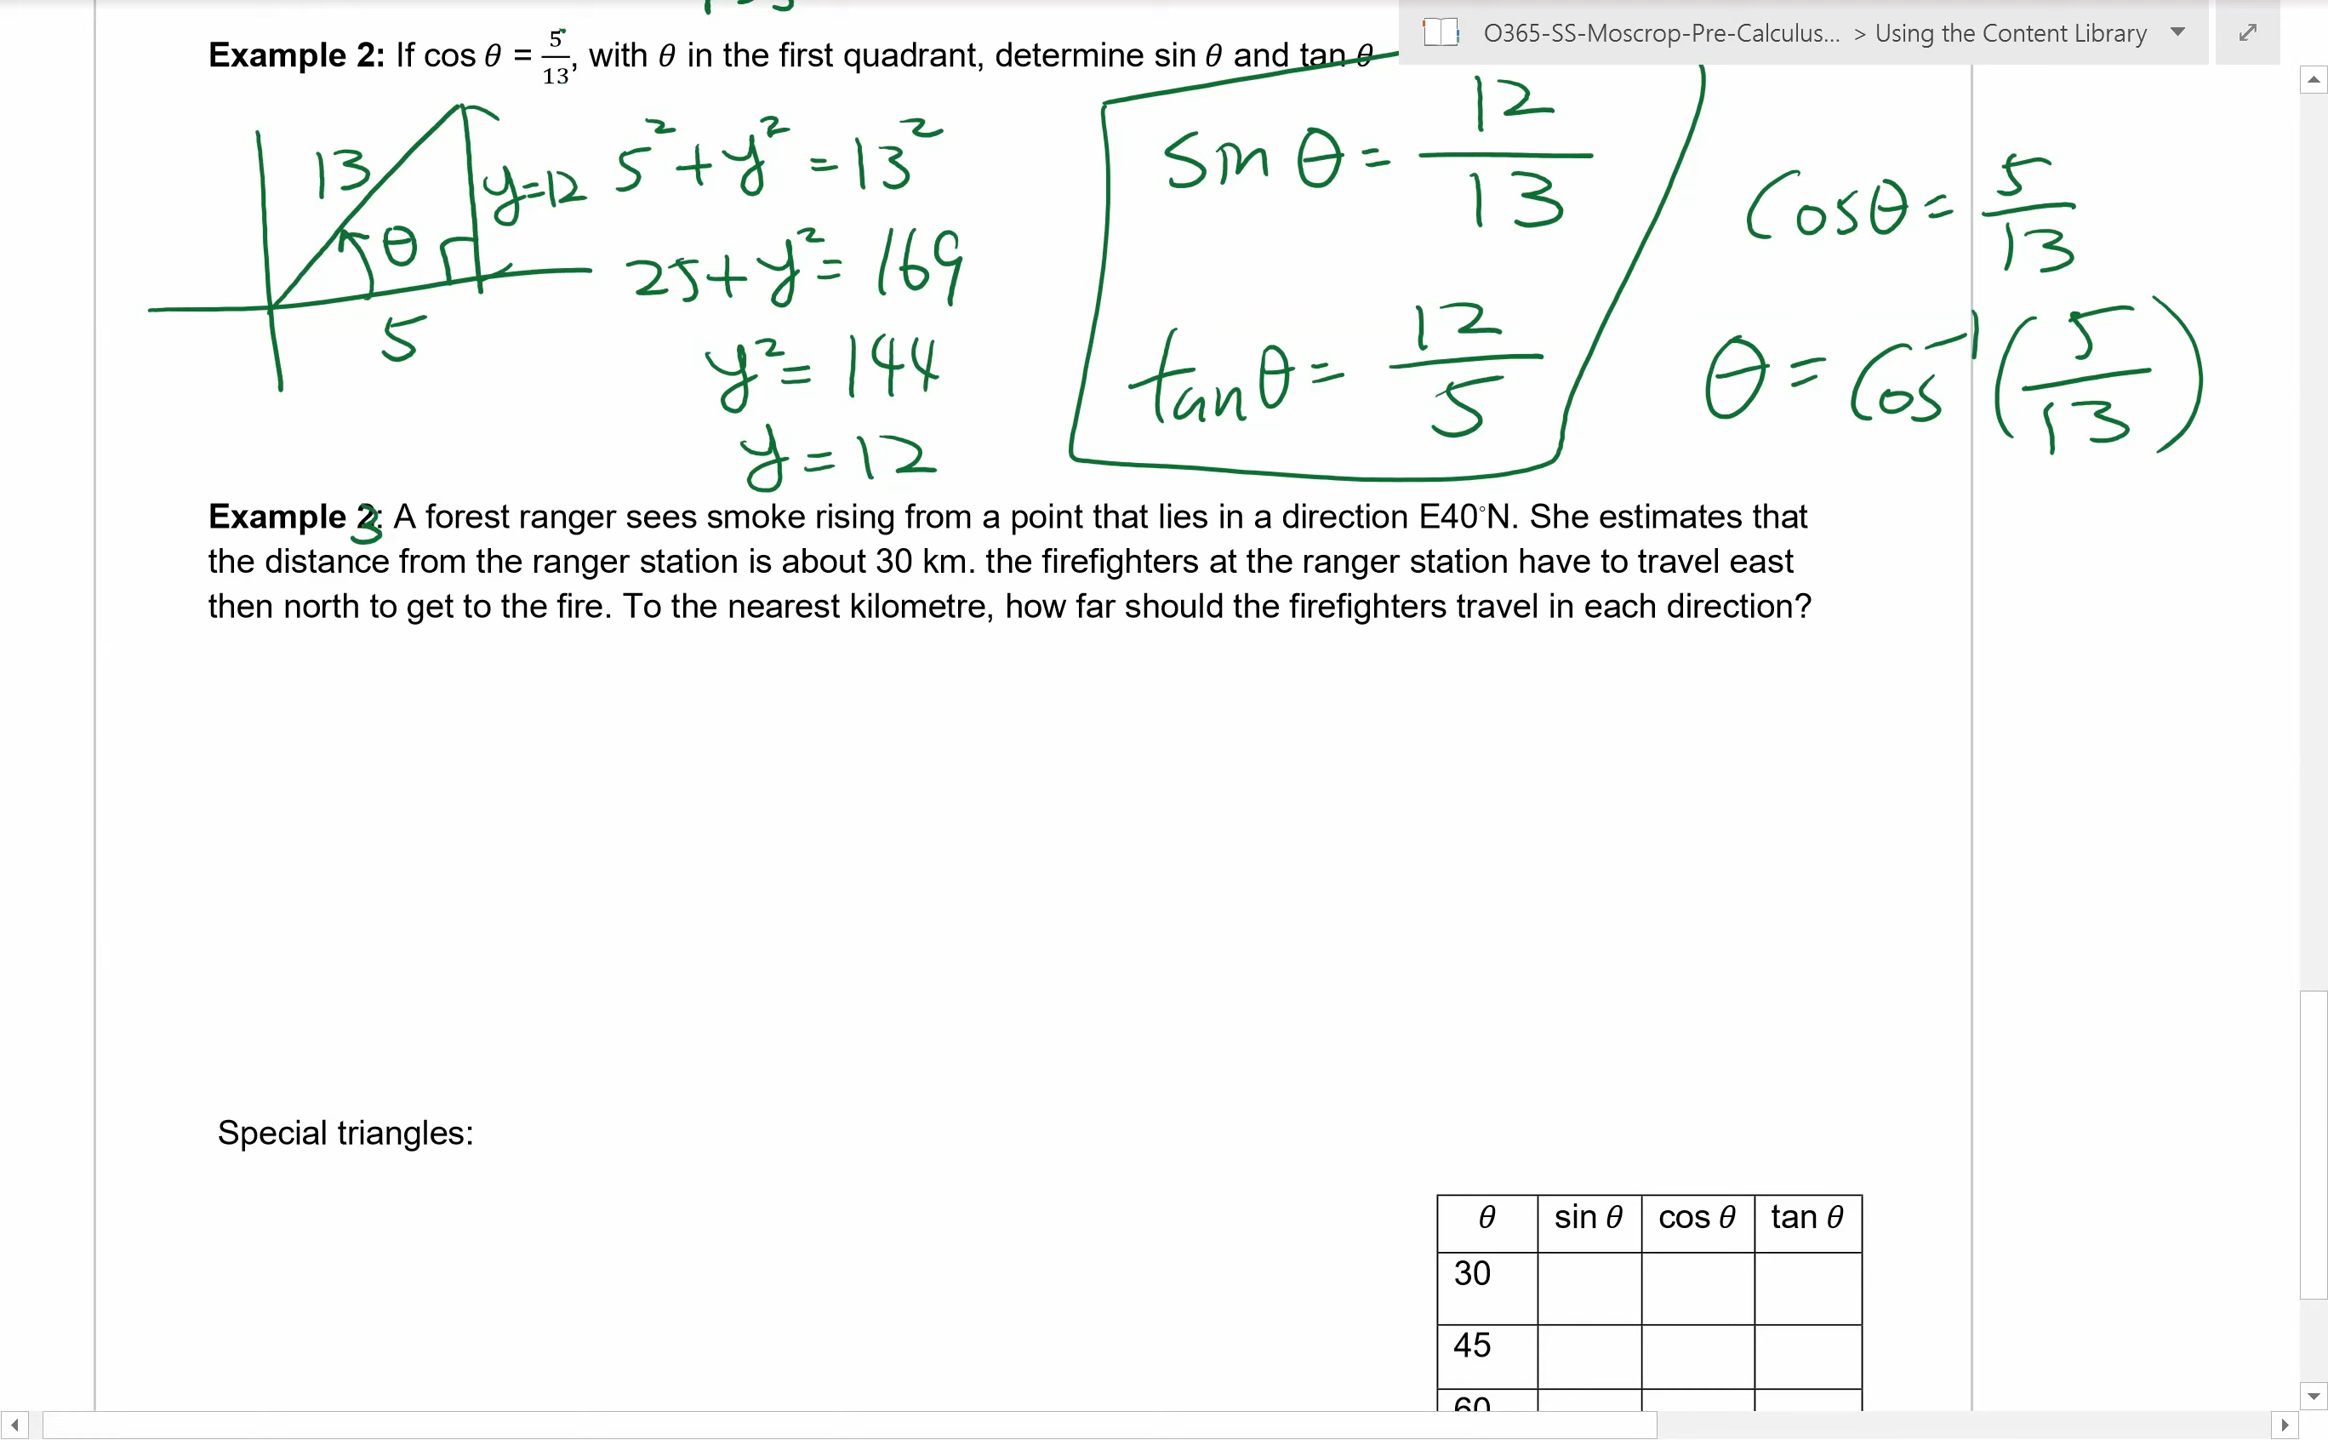 O365-SS-Moscrop-Pre-Calculus... > Using the Content Library
Example 2: If cos θ = 5/13, with θ in the first quadrant, determine sin θ and tan θ
13
θ
5
y=12
5² + y² = 13²
25 + y² = 169
y² = 144
y = 12
sin θ = 12/13
tan θ = 12/5
Cos θ = 5/13
θ = Cos⁻¹(5/13)
Example 3: A forest ranger sees smoke rising from a point that lies in a direction E40°N. She estimates that
the distance from the ranger station is about 30 km. the firefighters at the ranger station have to travel east
then north to get to the fire. To the nearest kilometre, how far should the firefighters travel in each direction?
Special triangles:
θ sin θ cos θ tan θ
30
45
60